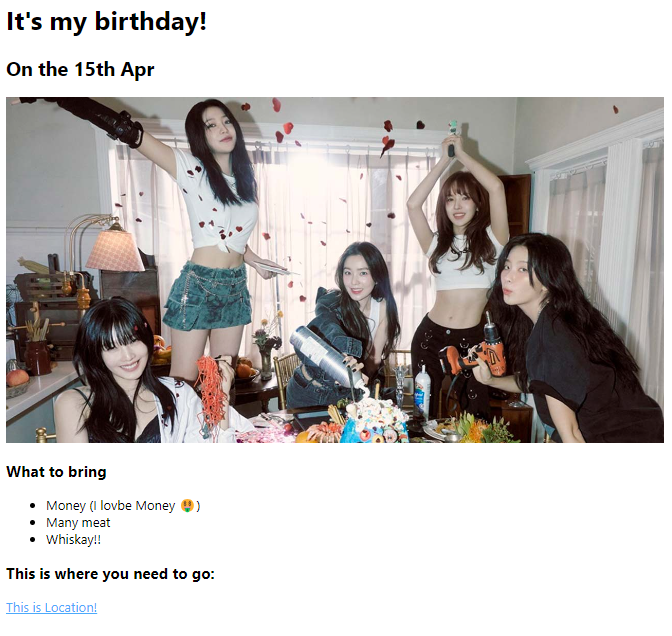 It's my birthday!
On the 15th Apr
What to bring
Money (I lovbe Money 🤑)
Many meat
Whiskay!!
This is where you need to go:
This is Location!